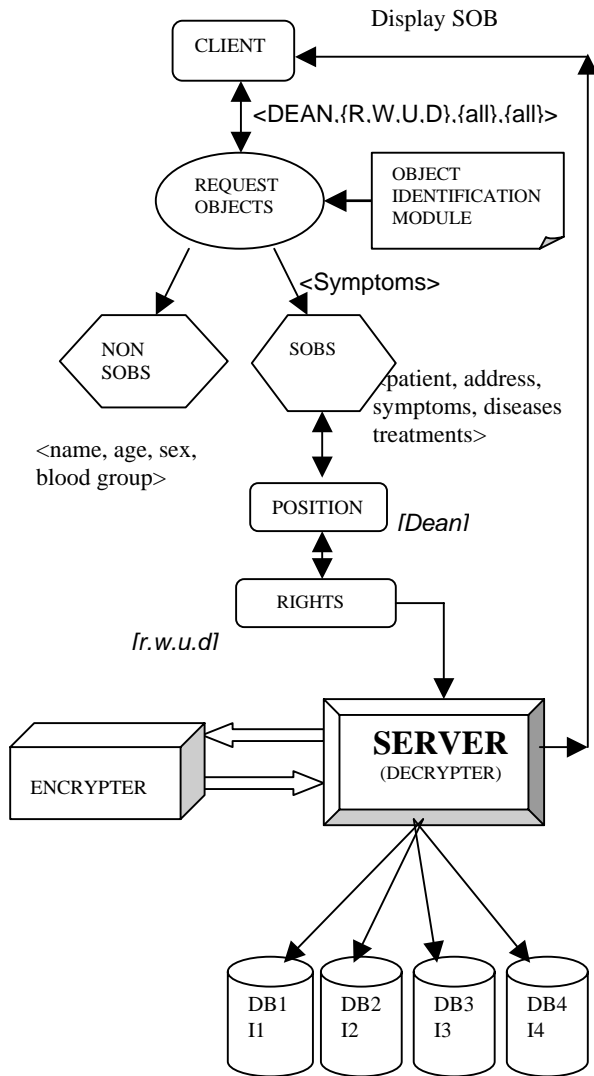 Display SOB
CLIENT
<DEAN,{R,W,U,D},{all},{all}>
REQUEST
OBJECTS
OBJECT
IDENTIFICATION
MODULE
<Symptoms>
NON
SOBS
SOBS
<patient, address,
symptoms, diseases
treatments>
<name, age, sex,
blood group>
POSITION
[Dean]
RIGHTS
[r.w.u.d]
SERVER
(DECRYPTER)
ENCRYPTER
DB1
I1
DB2
I2
DB3
I3
DB4
I4